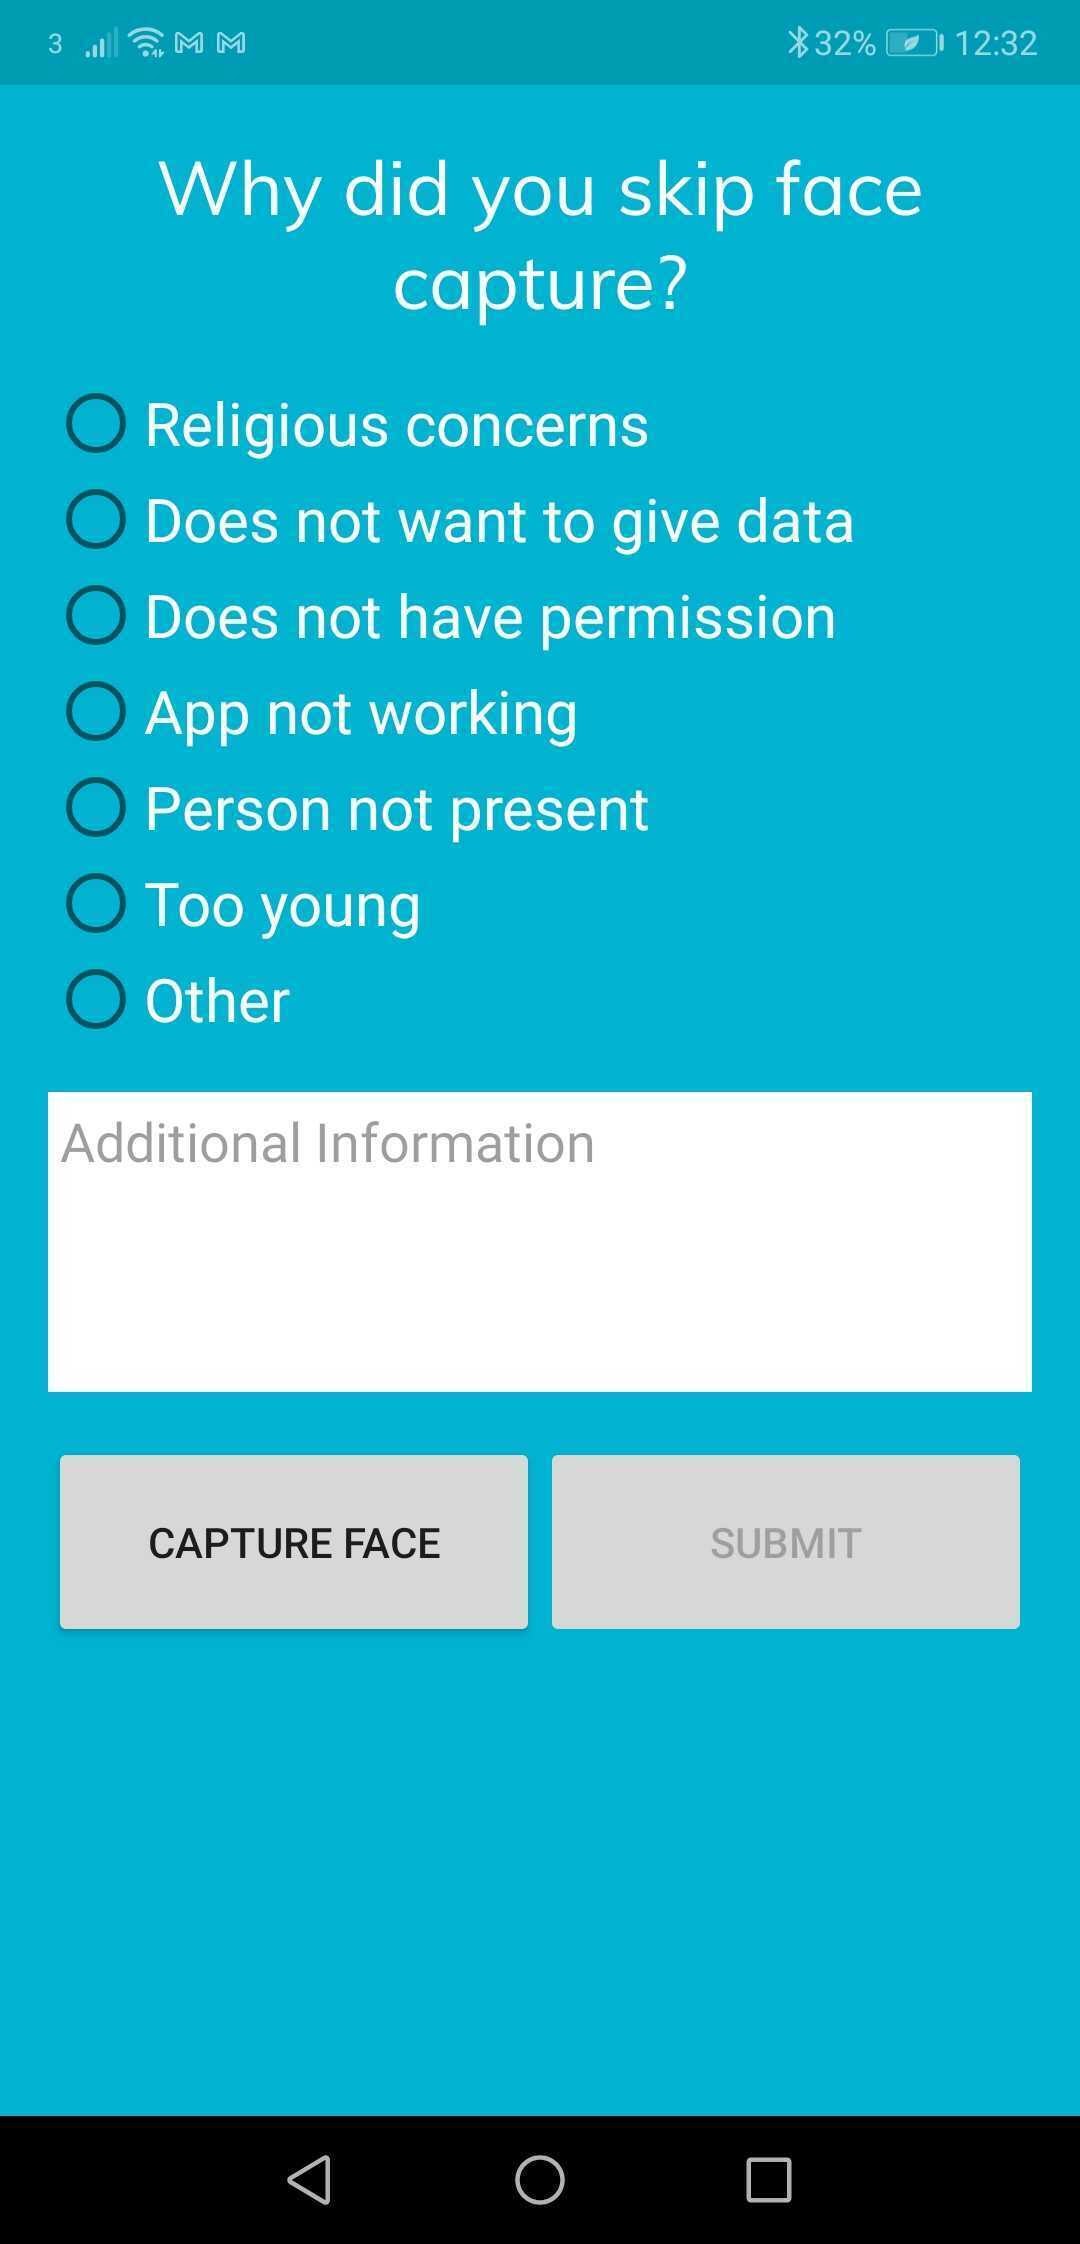 3 32% 12:32
Why did you skip face
capture?
Religious concerns
Does not want to give data
Does not have permission
App not working
Person not present
Too young
Other
Additional Information
CAPTURE FACE SUBMIT